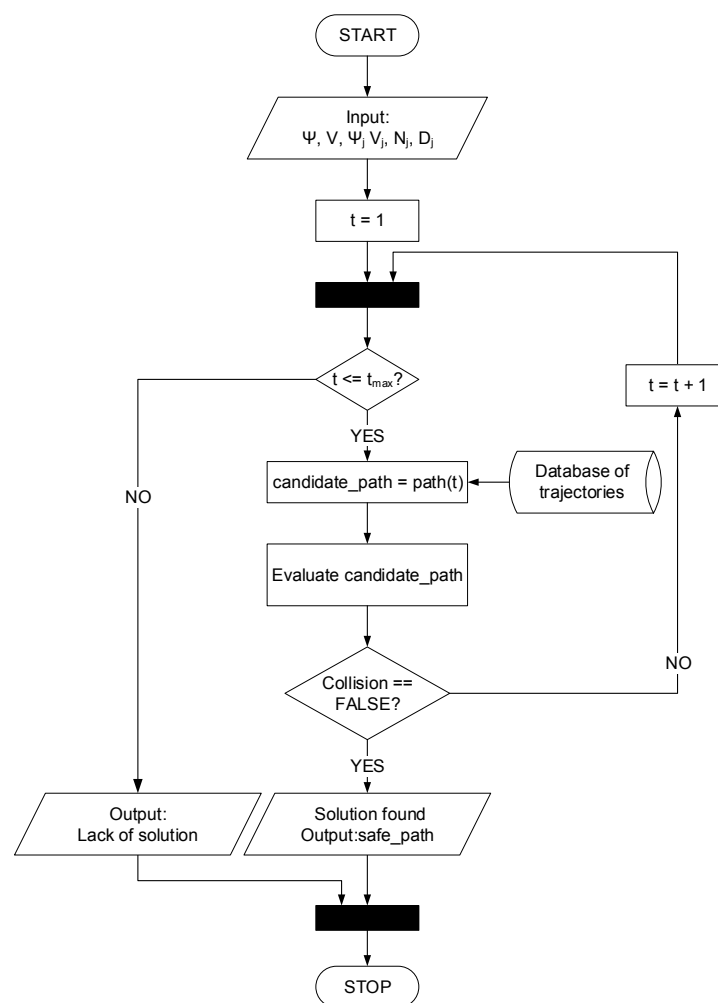 START
Input:
Ψ, V, Ψj Vj, Nj, Dj
t = 1
t <= tmax?
t = t + 1
YES
NO
candidate_path = path(t)
Database of
trajectories
Evaluate candidate_path
Collision ==
FALSE?
NO
YES
Output:
Lack of solution
Solution found
Output:safe_path
STOP